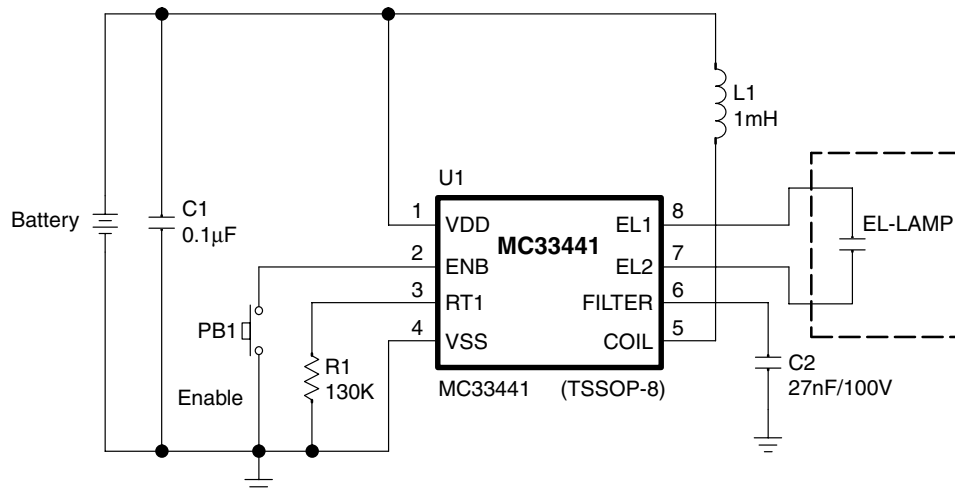 L1
1mH
U1
Battery
C1
0.1μF
1
VDD
MC33441
EL1
8
EL-LAMP
2
ENB
EL2
7
3
RT1
FILTER
6
PB1
4
VSS
COIL
5
R1
130K
C2
27nF/100V
Enable
MC33441
(TSSOP-8)